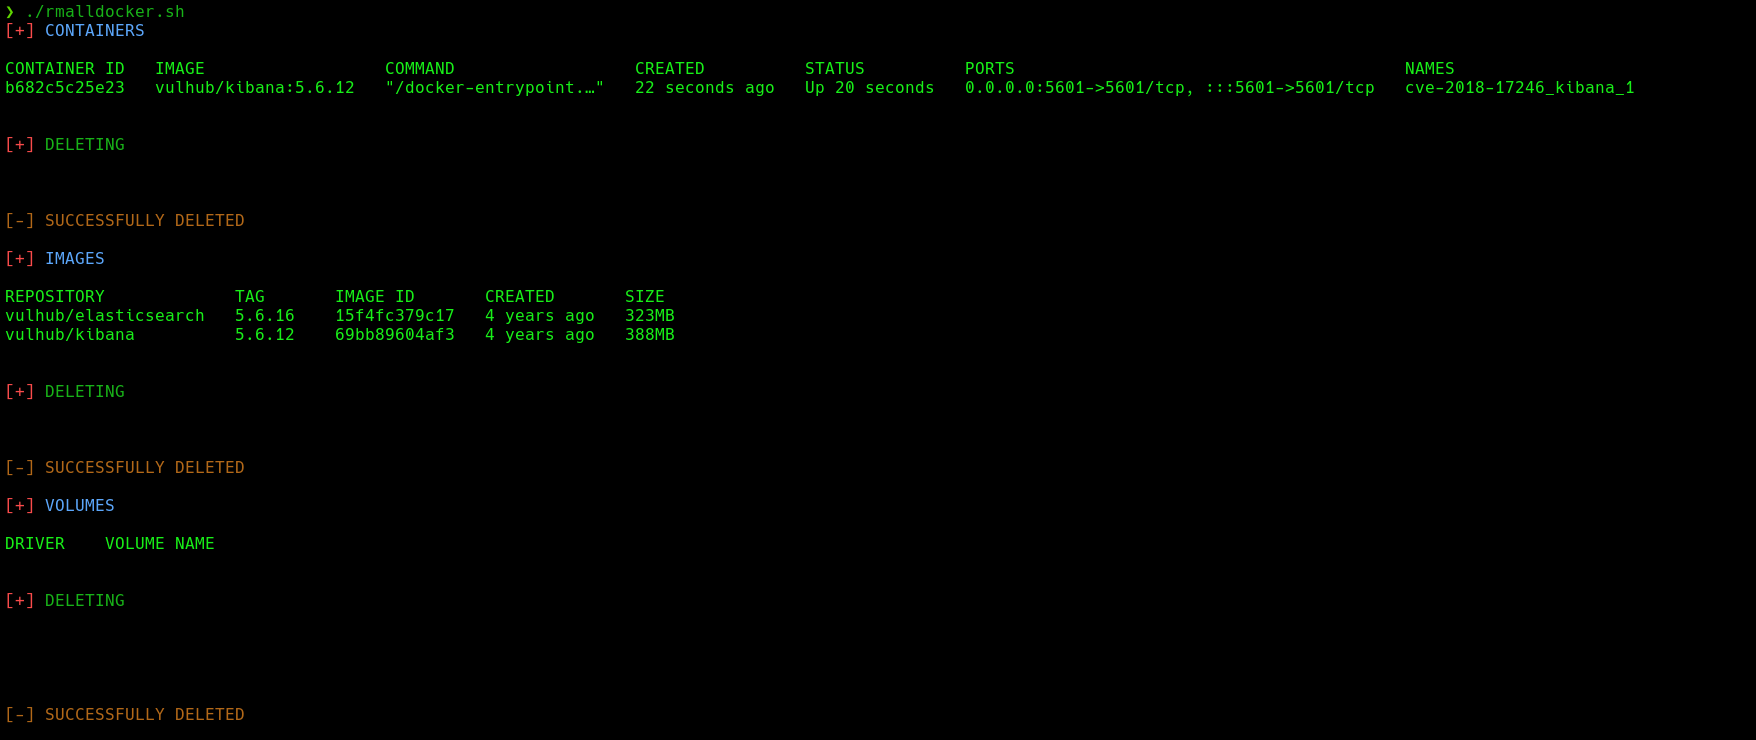 ❯ ./rmalldocker.sh
[+] CONTAINERS
CONTAINER ID   IMAGE                  COMMAND                  CREATED          STATUS          PORTS                                       NAMES
b682c5c25e23   vulhub/kibana:5.6.12   "/docker-entrypoint.…"   22 seconds ago   Up 20 seconds   0.0.0.0:5601->5601/tcp, :::5601->5601/tcp   cve-2018-17246_kibana_1
[+] DELETING
[-] SUCCESSFULLY DELETED
[+] IMAGES
REPOSITORY             TAG       IMAGE ID       CREATED       SIZE
vulhub/elasticsearch   5.6.16    15f4fc379c17   4 years ago   323MB
vulhub/kibana          5.6.12    69bb89604af3   4 years ago   388MB
[+] DELETING
[-] SUCCESSFULLY DELETED
[+] VOLUMES
DRIVER    VOLUME NAME
[+] DELETING
[-] SUCCESSFULLY DELETED